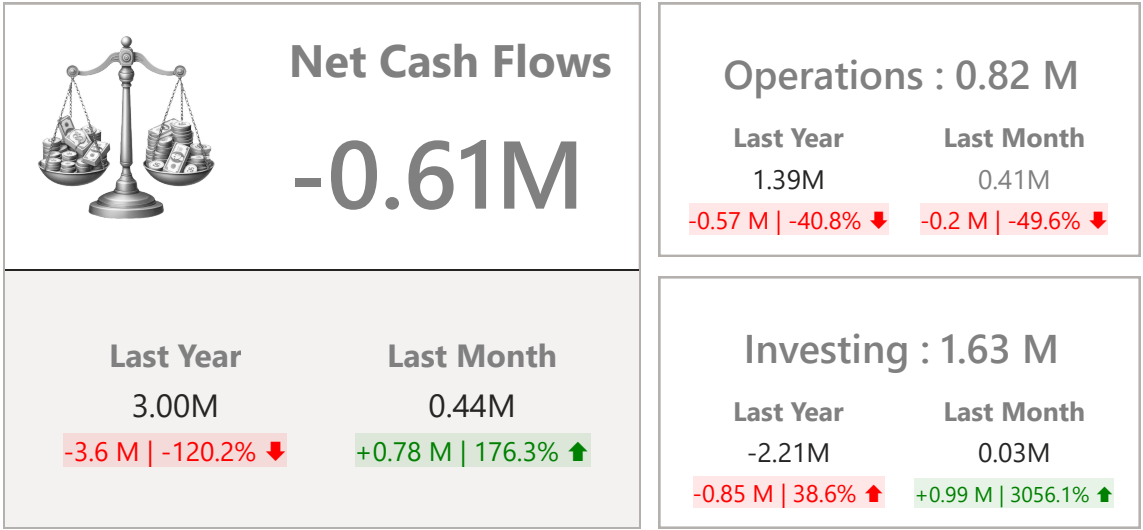 Net Cash Flows
-0.61M
Last Year
3.00M
-3.6 M | -120.2%
Last Month
0.44M
+0.78 M | 176.3%
Operations : 0.82 M
Last Year
1.39M
-0.57 M | -40.8%
Last Month
0.41M
-0.2 M | -49.6%
Investing : 1.63 M
Last Year
-2.21M
-0.85 M | 38.6%
Last Month
0.03M
+0.99 M | 3056.1%